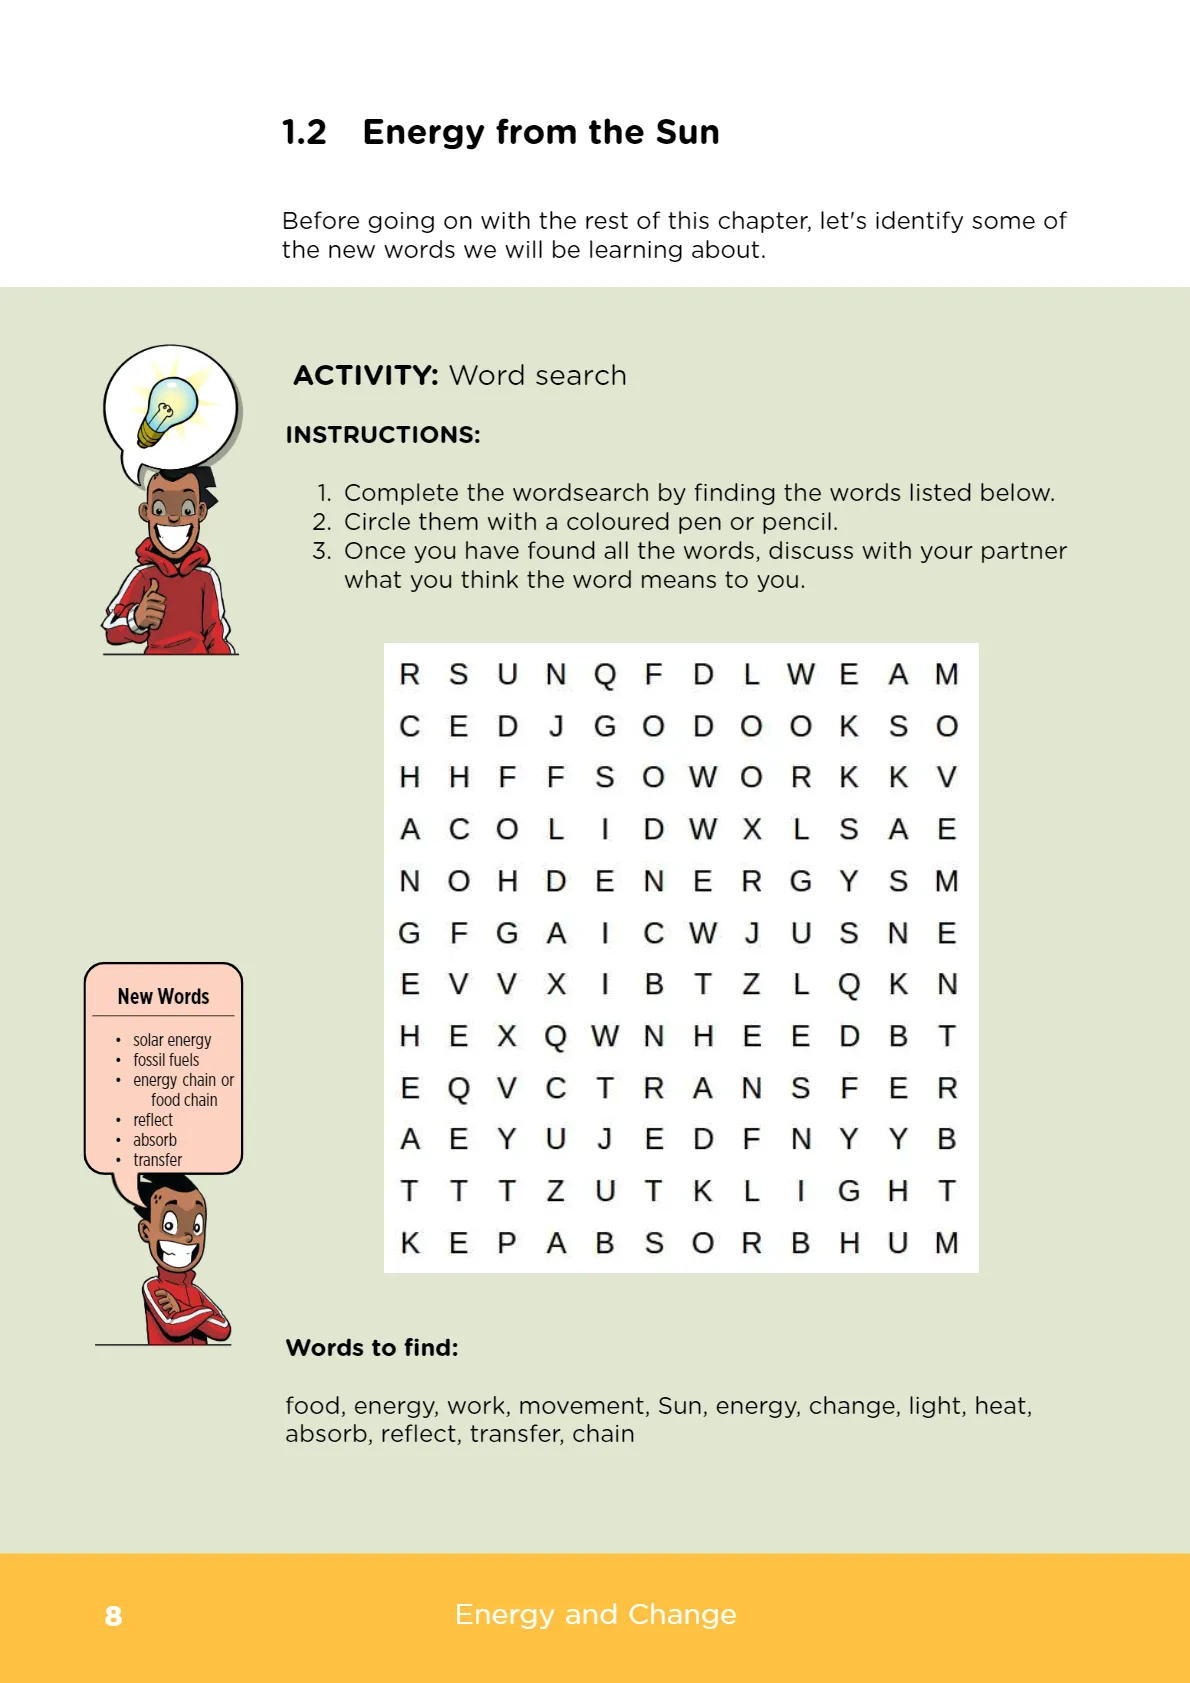 1.2 Energy from the Sun
Before going on with the rest of this chapter, let's identify some of
the new words we will be learning about.
ACTIVITY: Word search
INSTRUCTIONS:
1. Complete the wordsearch by finding the words listed below.
2. Circle them with a coloured pen or pencil.
3. Once you have found all the words, discuss with your partner
what you think the word means to you.
R S U N Q F D L W E A M
C E D J G O D O O K S O
H H F F S O W O R K K V
A C O L I D W X L S A E
N O H D E N E R G Y S M
G F G A I C W J U S N E
E V V X I B T Z L Q K N
H E X Q W N H E E D B T
E Q V C T R A N S F E R
A E Y U J E D F N Y Y B
T T T Z U T K L I G H T
K E P A B S O R B H U M
New Words
• solar energy
• fossil fuels
• energy chain or
food chain
• reflect
• absorb
• transfer
Words to find:
food, energy, work, movement, Sun, energy, change, light, heat,
absorb, reflect, transfer, chain
8
Energy and Change